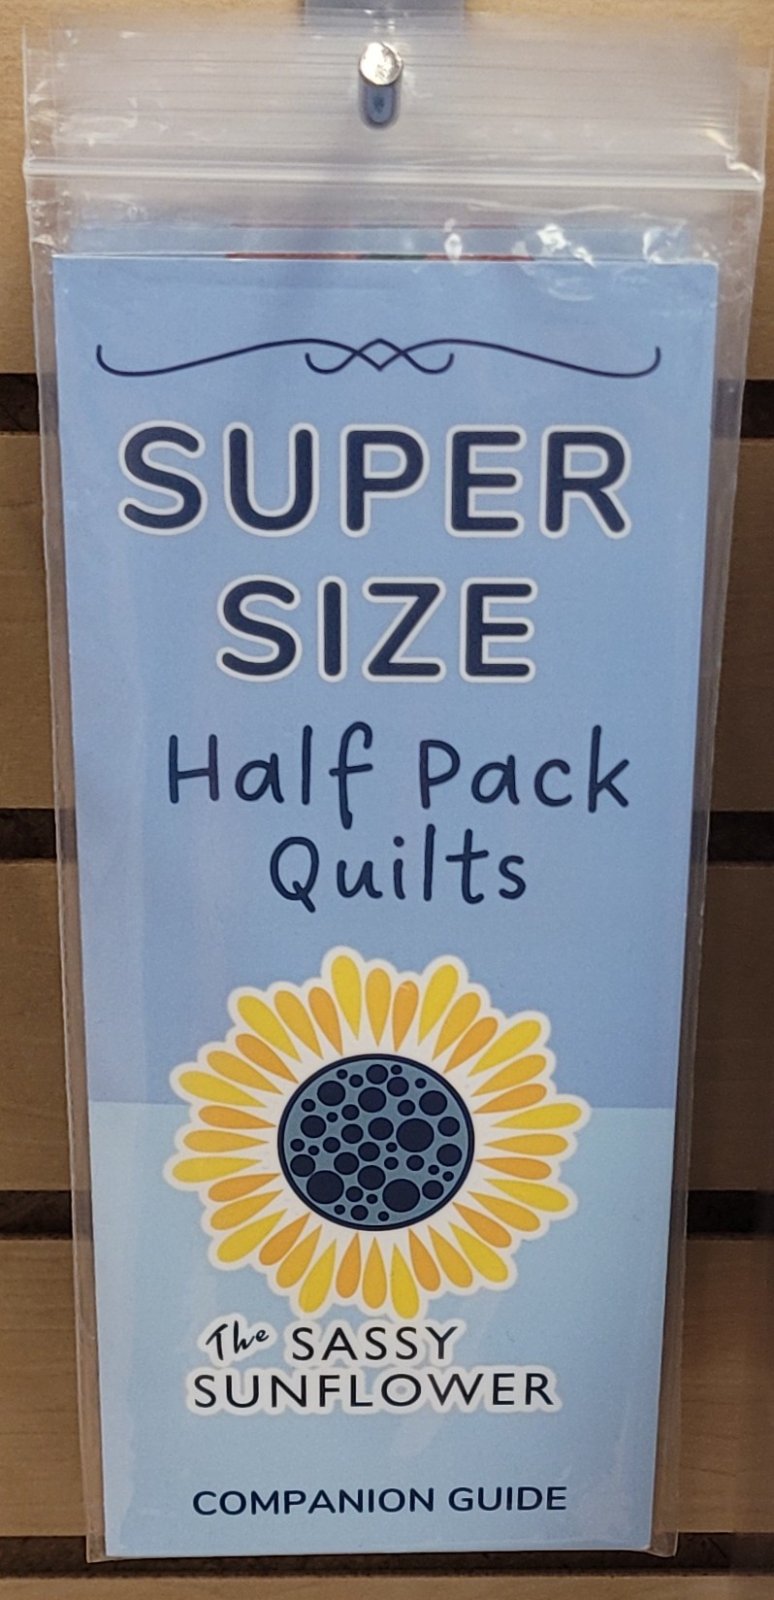 SUPER
SIZE
Half Pack
Quilts
The SASSY
SUNFLOWER
COMPANION GUIDE